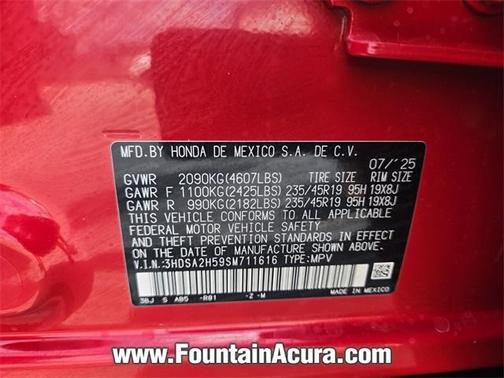 MFD.BY HONDA DE MEXICO S.A. DE C.V.
07/'25
GVWR 2090KG(4607LBS) TIRE SIZE RIM SIZE
GAWR F 1100KG(2425LBS) 235/45R19 95H 19X8J
GAWR R 990KG(2182LBS) 235/45R19 95H 19X8J
THIS VEHICLE CONFORMS TO ALL APPLICABLE
FEDERAL MOTOR VEHICLE SAFETY STANDARDS
IN EFFECT ON THE DATE OF MANUFACTURE SHOWN ABOVE.
V.I.N.:3HDSA2H59SM711616 TYPE:MPV
3BJ S AB5 -R81 -Z -M
MADE IN MEXICO
www.FountainAcura.com